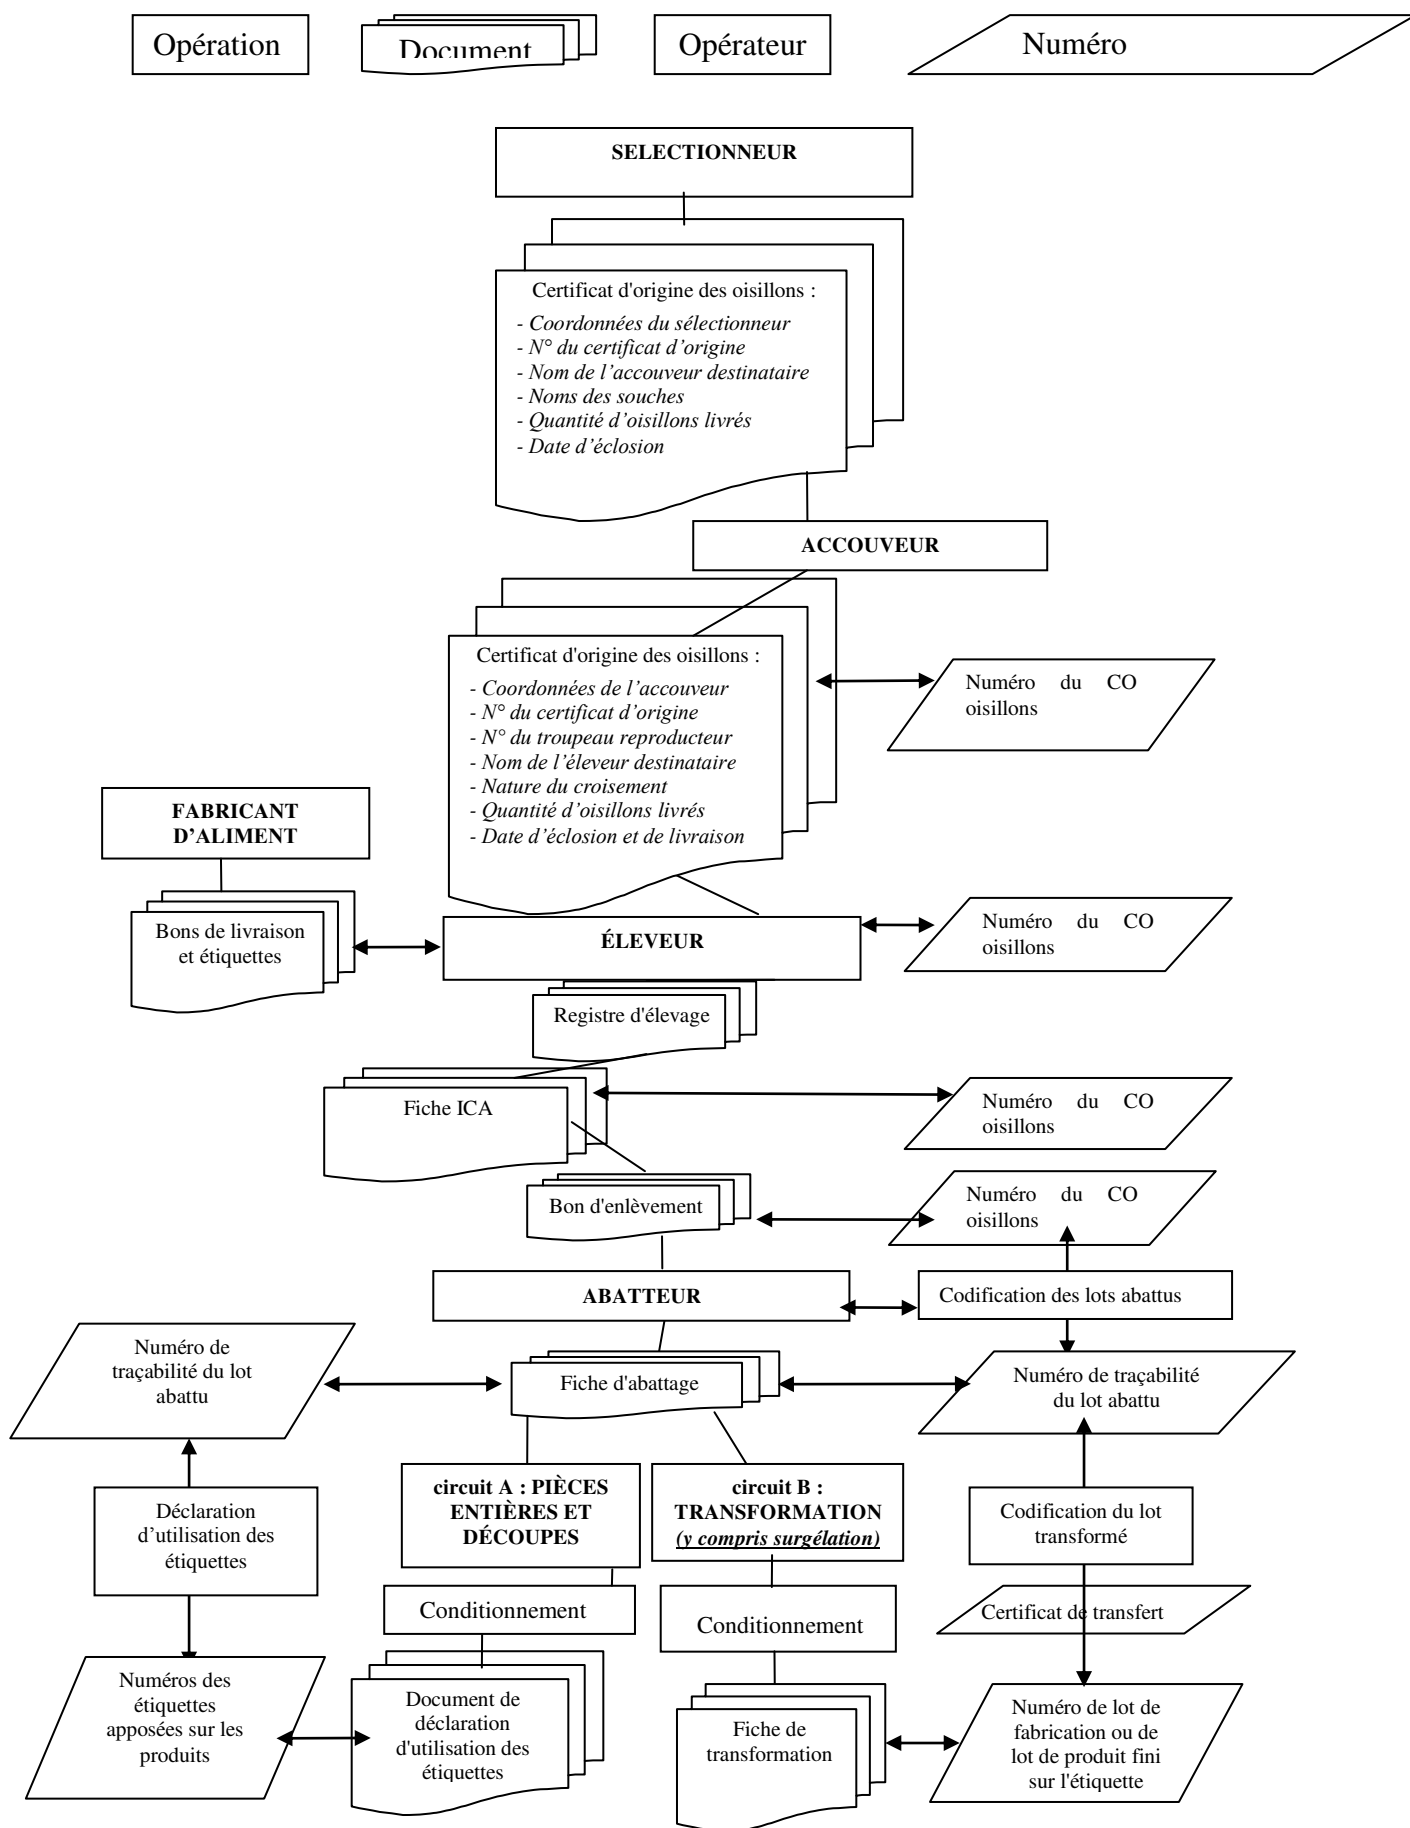 Opération
Document
Opérateur
Numéro
SELECTIONNEUR
Certificat d'origine des oisillons :
- Coordonnées du sélectionneur
- N° du certificat d’origine
- Nom de l’accouveur destinataire
- Noms des souches
- Quantité d’oisillons livrés
- Date d’éclosion
ACCOUVEUR
Certificat d'origine des oisillons :
- Coordonnées de l’accouveur
- N° du certificat d’origine
- N° du troupeau reproducteur
- Nom de l’éleveur destinataire
- Nature du croisement
- Quantité d’oisillons livrés
- Date d’éclosion et de livraison
Numéro du CO
oisillons
FABRICANT
D’ALIMENT
Bons de livraison
et étiquettes
ÉLEVEUR
Numéro du CO
oisillons
Registre d'élevage
Fiche ICA
Numéro du CO
oisillons
Bon d'enlèvement
Numéro du CO
oisillons
ABATTEUR
Codification des lots abattus
Numéro de
traçabilité du lot
abattu
Fiche d'abattage
Numéro de traçabilité
du lot abattu
Déclaration
d’utilisation des
étiquettes
circuit A : PIÈCES
ENTIÈRES ET
DÉCOUPES
circuit B :
TRANSFORMATION
(y compris surgélation)
Codification du lot
transformé
Conditionnement
Conditionnement
Certificat de transfert
Numéros des
étiquettes
apposées sur les
produits
Document de
déclaration
d'utilisation des
étiquettes
Fiche de
transformation
Numéro de lot de
fabrication ou de
lot de produit fini
sur l'étiquette